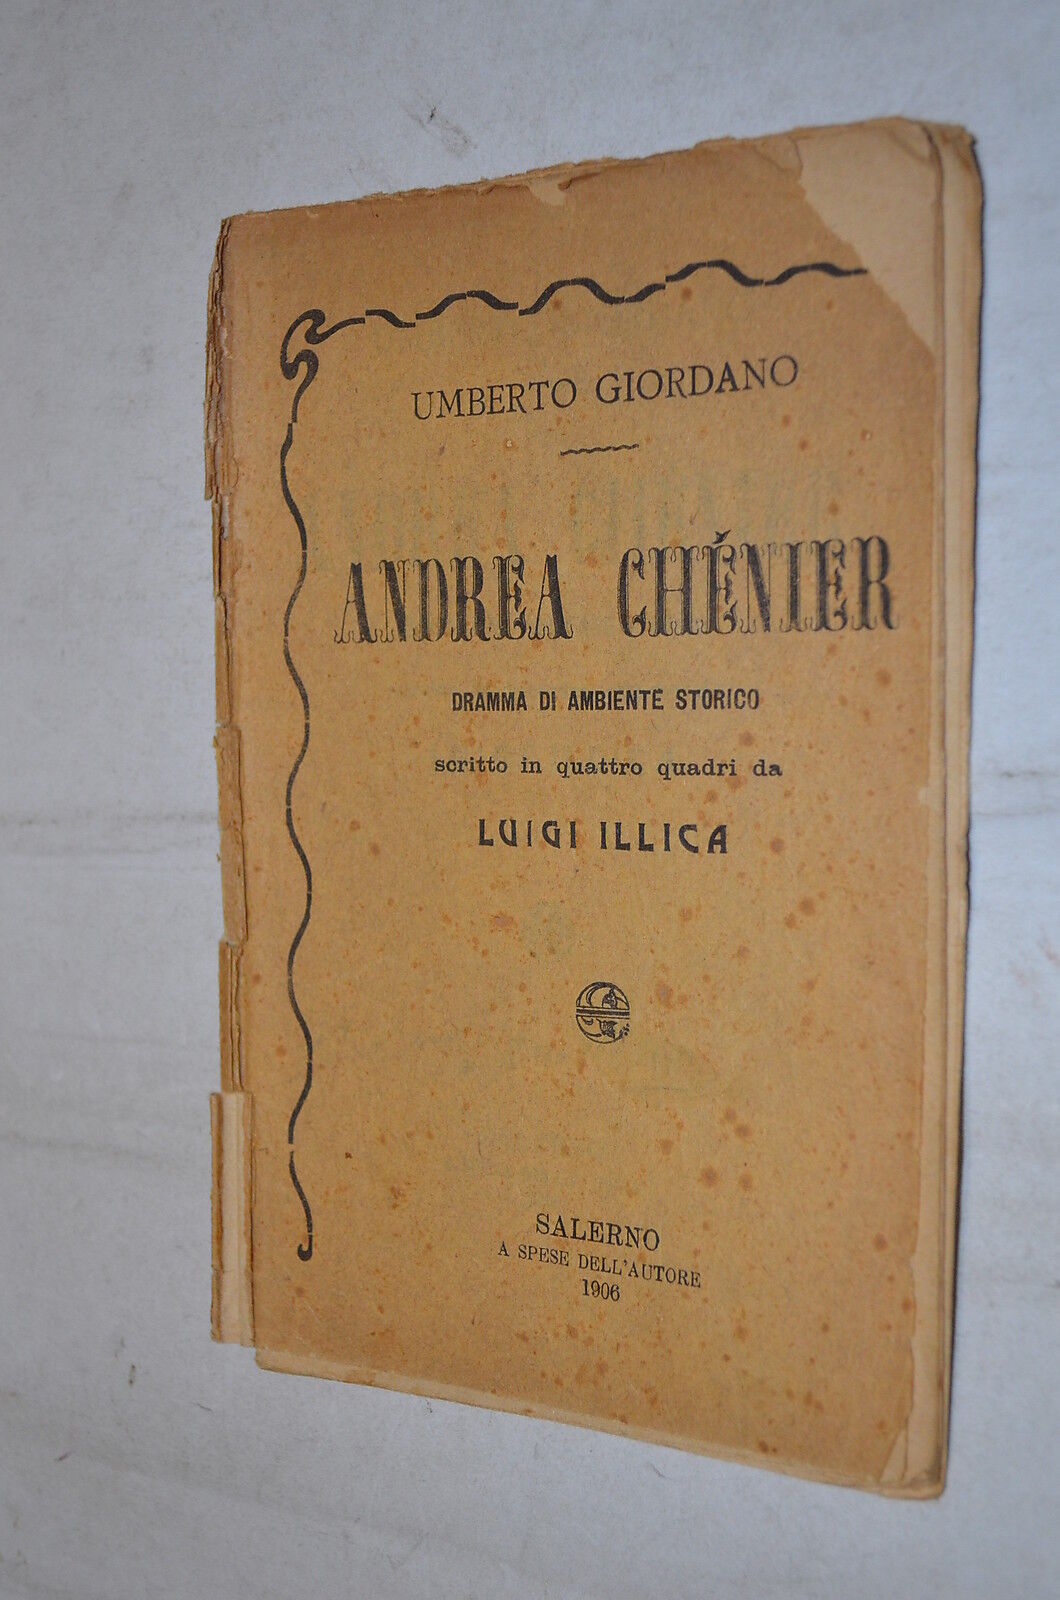 UMBERTO GIORDANO
ANDREA CHÉNIER
DRAMMA DI AMBIENTE STORICO
scritto in quattro quadri da
LUIGI ILLICA
SALERNO
A SPESE DELL'AUTORE
1906